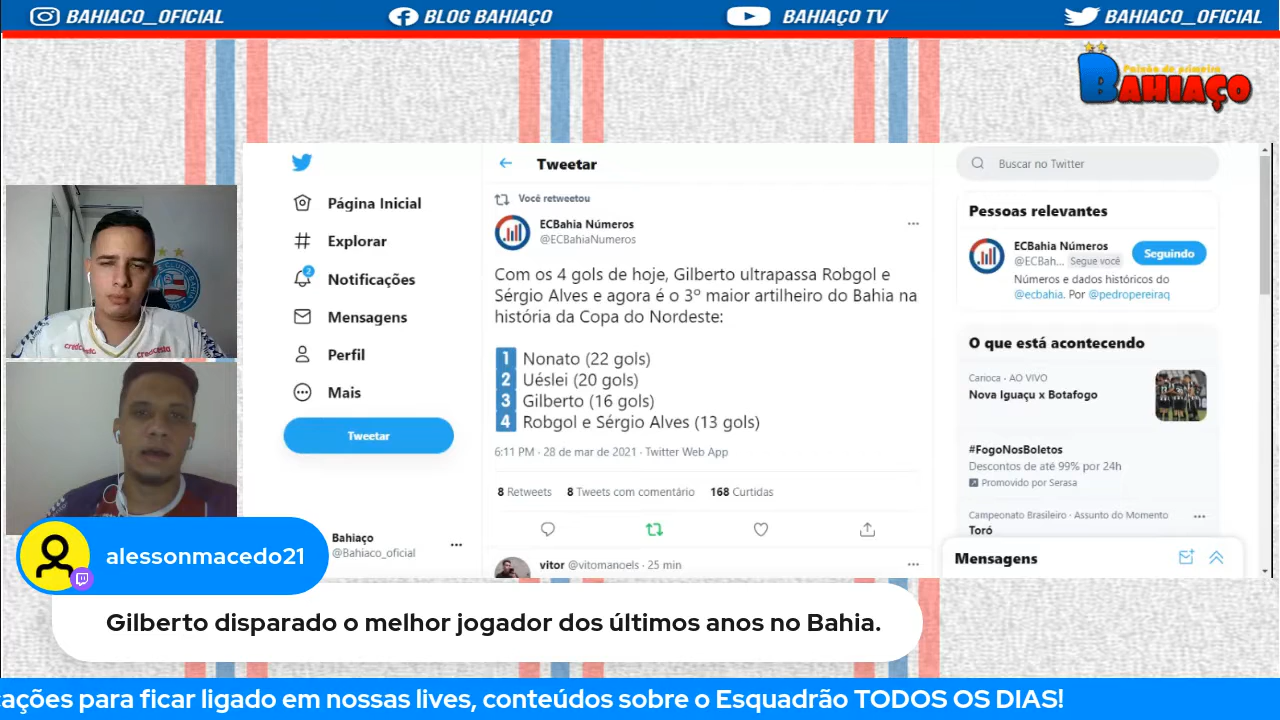 BAHIACO_OFICIAL
BLOG BAHIAÇO
BAHIACO TV
BAHIACO_OFICIAL
Paixão de primeira
BAHIAÇO
Página Inicial
Explorar
2
Notificações
Mensagens
Perfil
Mais
Tweetar
Bahiaço
@Bahiaco_oficial
Tweetar
Você retweetou
ECBahia Números
@ECBahiaNumeros
Com os 4 gols de hoje, Gilberto ultrapassa Robgol e
Sérgio Alves e agora é o 3º maior artilheiro do Bahia na
história da Copa do Nordeste:
1 Nonato (22 gols)
2 Uéslei (20 gols)
3 Gilberto (16 gols)
4 Robgol e Sérgio Alves (13 gols)
6:11 PM · 28 de mar de 2021 · Twitter Web App
8 Retweets 8 Tweets com comentário 168 Curtidas
vitor @vitomanoels · 25 min
Buscar no Twitter
Pessoas relevantes
ECBahia Números
@ECBah... Segue você
Seguindo
Números e dados históricos do
@ecbahia. Por @pedropereiraq
O que está acontecendo
Carioca · AO VIVO
Nova Iguaçu x Botafogo
#FogoNosBoletos
Descontos de até 99% por 24h
Promovido por Serasa
Campeonato Brasileiro · Assunto do Momento
Toró
Mensagens
alessonmacedo21
Gilberto disparado o melhor jogador dos últimos anos no Bahia.
cações para ficar ligado em nossas lives, conteúdos sobre o Esquadrão TODOS OS DIAS!